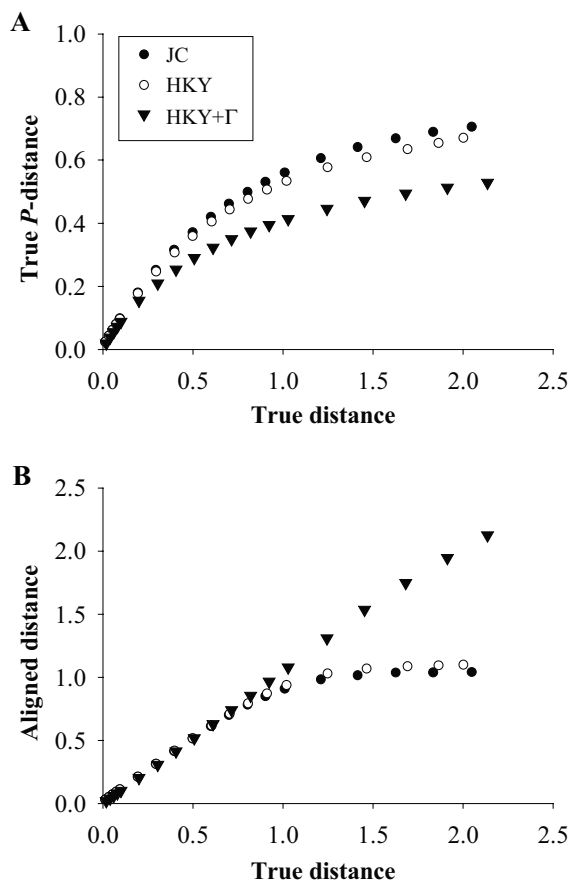 A
1.0
0.8
0.6
0.4
0.2
0.0
True P-distance
JC
HKY
HKY+Γ
0.0 0.5 1.0 1.5 2.0 2.5
True distance
B
2.5
2.0
1.5
1.0
0.5
0.0
Aligned distance
0.0 0.5 1.0 1.5 2.0 2.5
True distance